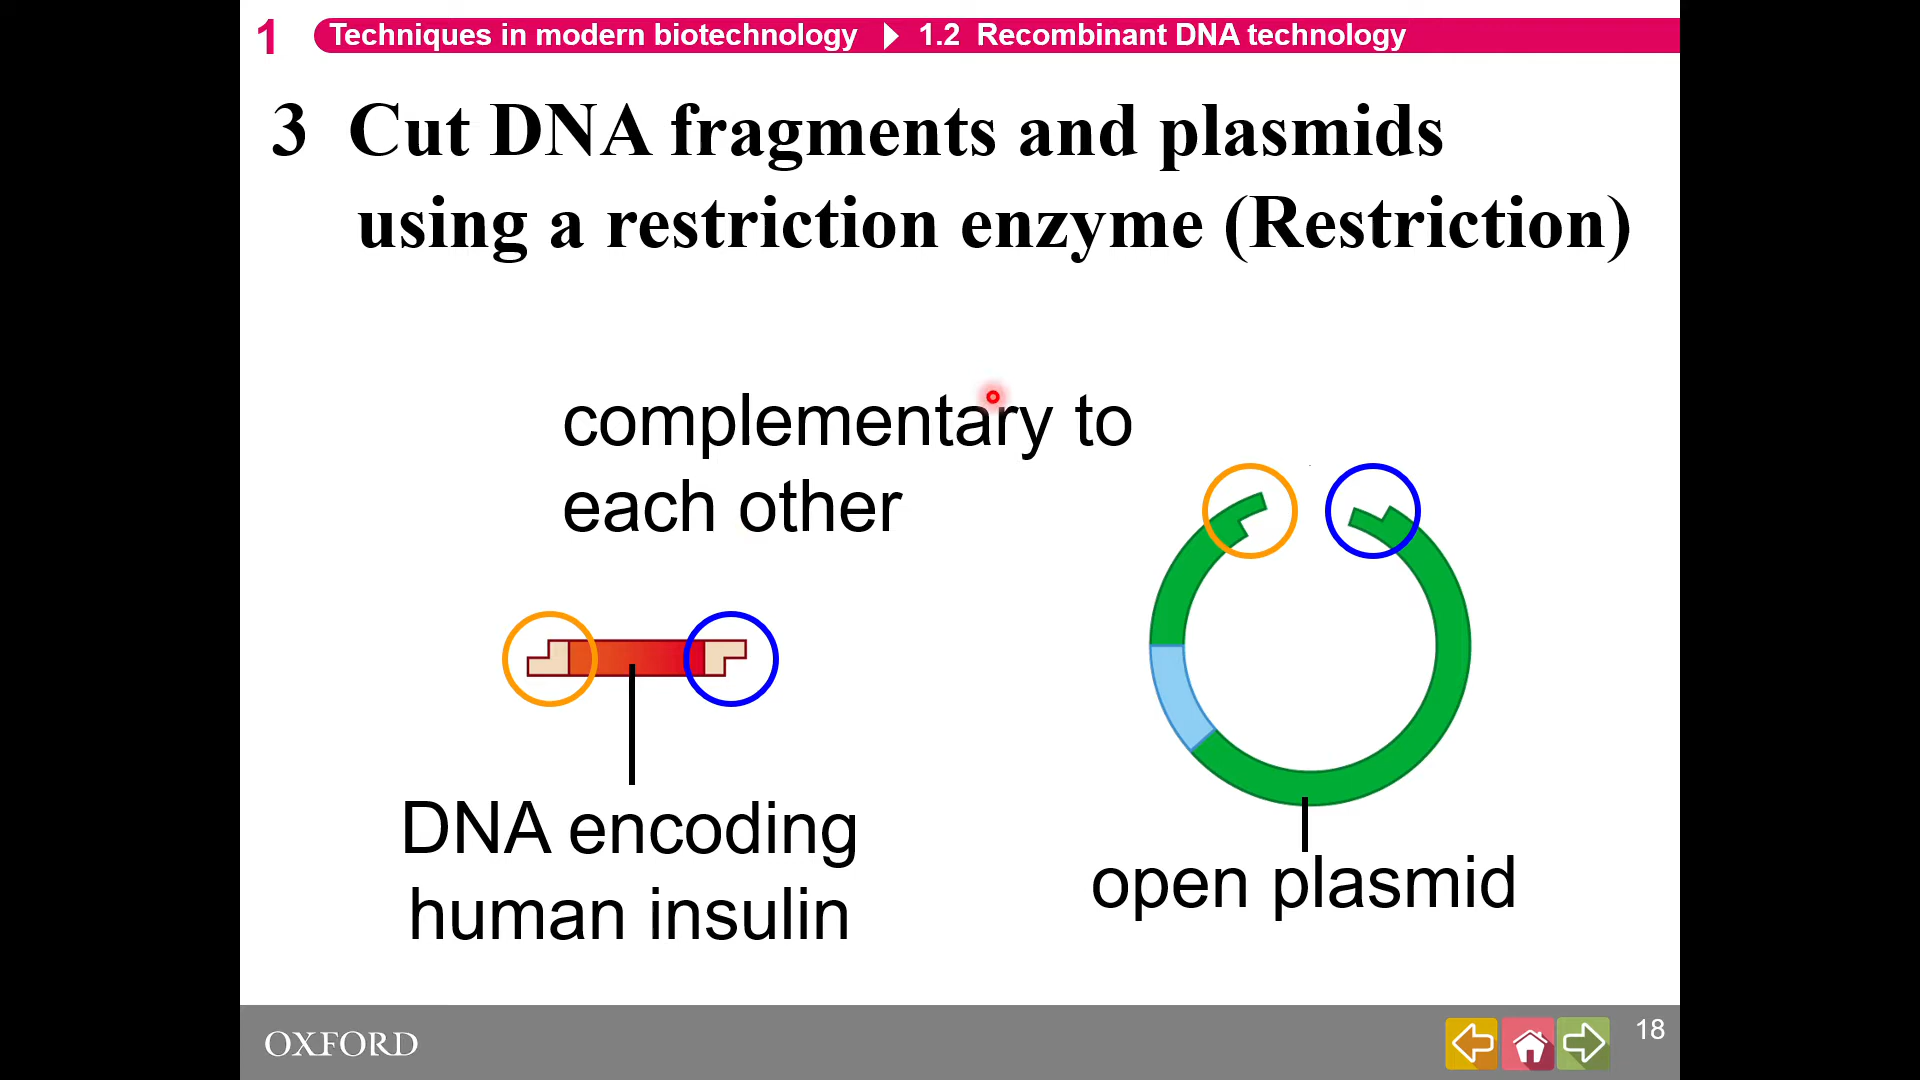 1 Techniques in modern biotechnology 1.2 Recombinant DNA technology
3 Cut DNA fragments and plasmids
using a restriction enzyme (Restriction)
complementary to
each other
DNA encoding
human insulin
open plasmid
OXFORD
18